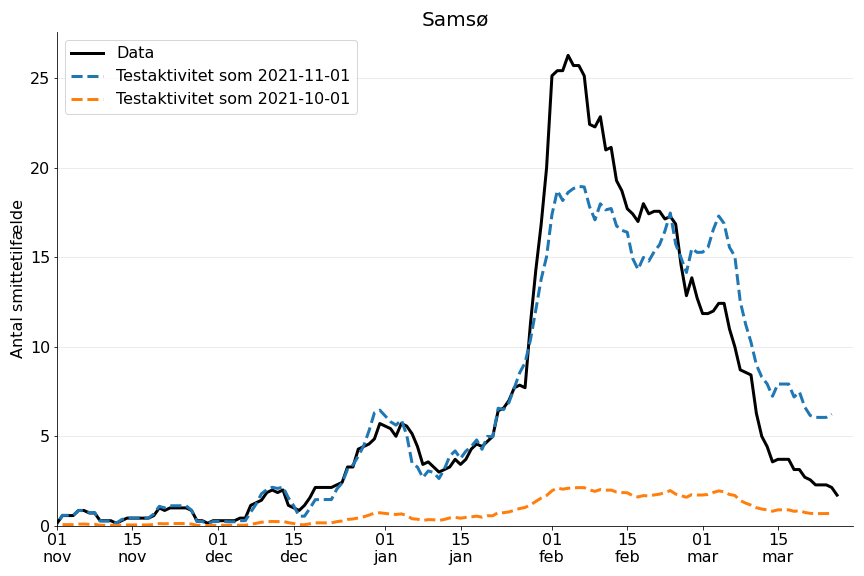 Samsø
Data
Testaktivitet som 2021-11-01
Testaktivitet som 2021-10-01
Antal smittetilfælde
25
20
15
10
5
0
01 15 01 15 01 15 01 15 01 15
nov nov dec dec jan jan feb feb mar mar